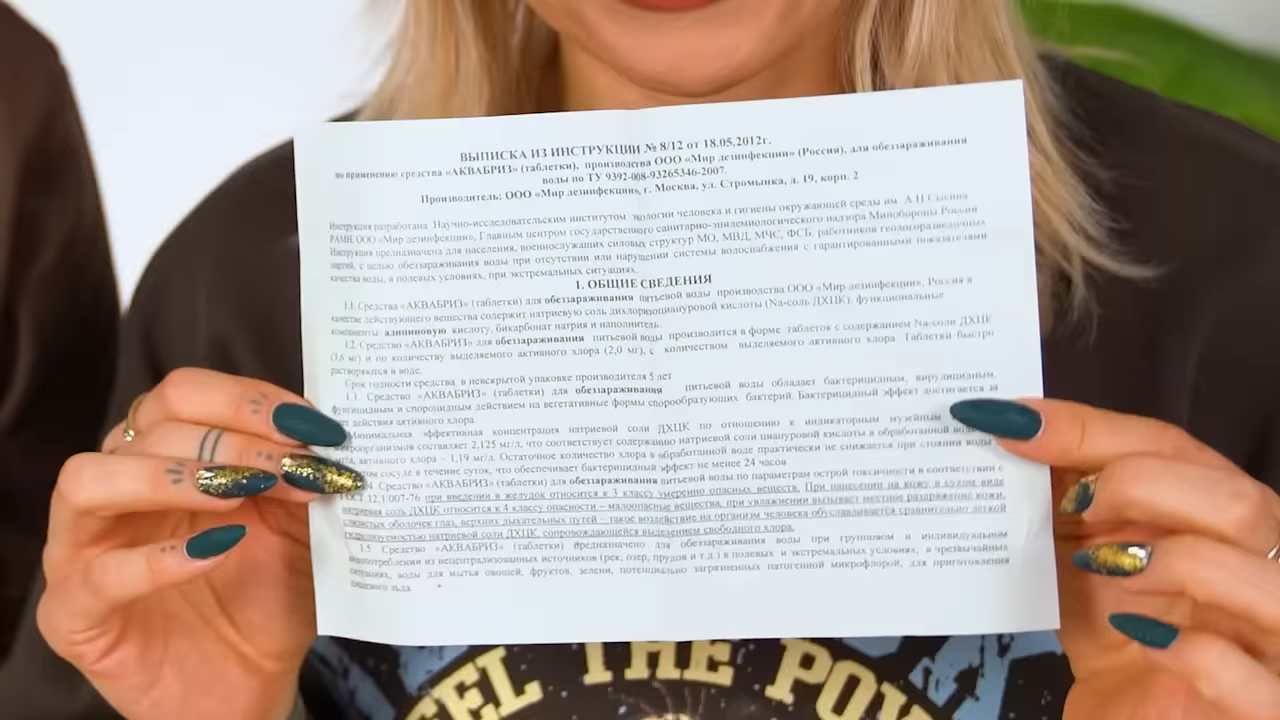 ВЫПИСКА ИЗ ИНСТРУКЦИИ № 8/12 от 18.05.2012г.
по применению средства «АКВАБРИЗ» (таблетки), производства ООО «Мир дезинфекции» (России), для обеззараживания
воды по ТУ 9392-008-93265346-2007.
Производитель: ООО «Мир дезинфекции», г. Москва, ул. Стромынка, д. 19, корп. 2
Инструкция разработана Научно-исследовательским институтом экологии человека и гигиены окружающей среды им. А.Н Сысина
РАМН, ООО «Мир дезинфекции», Главным центром государственного санитарно-эпидемиологического надзора Минобороны России.
Инструкция предназначена для населения, военнослужащих силовых структур МО, МВД, МЧС, ФСБ, работников геологоразведочных
партий, с целью обеззараживания воды при отсутствии или нарушении системы водоснабжения с гарантированными показателями
качества воды, в полевых условиях, при экстремальных ситуациях.
1. ОБЩИЕ СВЕДЕНИЯ
1.1. Средства «АКВАБРИЗ» (таблетки) для обеззараживания питьевой воды производства ООО «Мир дезинфекции», Россия в
качестве действующего вещества содержит натриевую соль дихлоризоциануровой кислоты (Na-соль ДХЦК), функциональные
компоненты адипиновую кислоту, бикарбонат натрия и наполнитель.
1.2. Средство «АКВАБРИЗ» для обеззараживания питьевой воды производится в форме таблеток с содержанием Na-соли ДХЦК
(3,6 мг) и по количеству выделяемого активного хлора (2,0 мг), с количеством выделяемого активного хлора Таблетки быстро
растворяются в воде.
Срок годности средства в невскрытой упаковке производителя 5 лет
1.3. Средство «АКВАБРИЗ» (таблетки) для обеззараживания питьевой воды обладает бактерицидным, вирулицидным,
фунгицидным и спороцидным действием на вегетативные формы спорообразующих бактерий. Бактерицидный эффект достигается за
действия активного хлора.
Минимальная эффективная концентрация натриевой соли ДХЦК по отношению к индикаторным музейным
микроорганизмов составляет 2,125 мг/л, что соответствует содержанию натриевой соли циануровой кислоты в обработанной
активного хлора – 1,19 мг/л. Остаточное количество хлора в обработанной воде практически не снижается при стоянии воды
сосуде в течение суток, что обеспечивает бактерицидный эффект не менее 24 часов
Средства «АКВАБРИЗ» (таблетки) для обеззараживания питьевой воды по параметрам острой токсичности в соответствии с
ГОСТ 12.1 007-76 при введении в желудок относится к 3 классу умеренно опасных веществ. При нанесении на кожу в сухом виде
натриевая соль ДХЦК относится к 4 классу опасности – малоопасные вещества, при увлажнении вызывает местное раздражение кожи,
слизистых оболочек (глаз), верхних дыхательных путей – такое воздействие на организм человека обуславливается сравнительно легкой
гидролизуемостью натриевой соли ДХЦК, сопровождающейся выделением свободного хлора.
1.5 Средство «АКВАБРИЗ» (таблетки) предназначено для обеззараживания воды при групповом и индивидуальном
водопотреблении из нецентрализованных источников (рек, озер, прудов и т.д.) в полевых и экстремальных условиях, в чрезвычайных
ситуациях, воды для мытья овощей, фруктов, зелени, потенциально загрязненных патогенной микрофлорой, для приготовления
пищевого льда.
THE